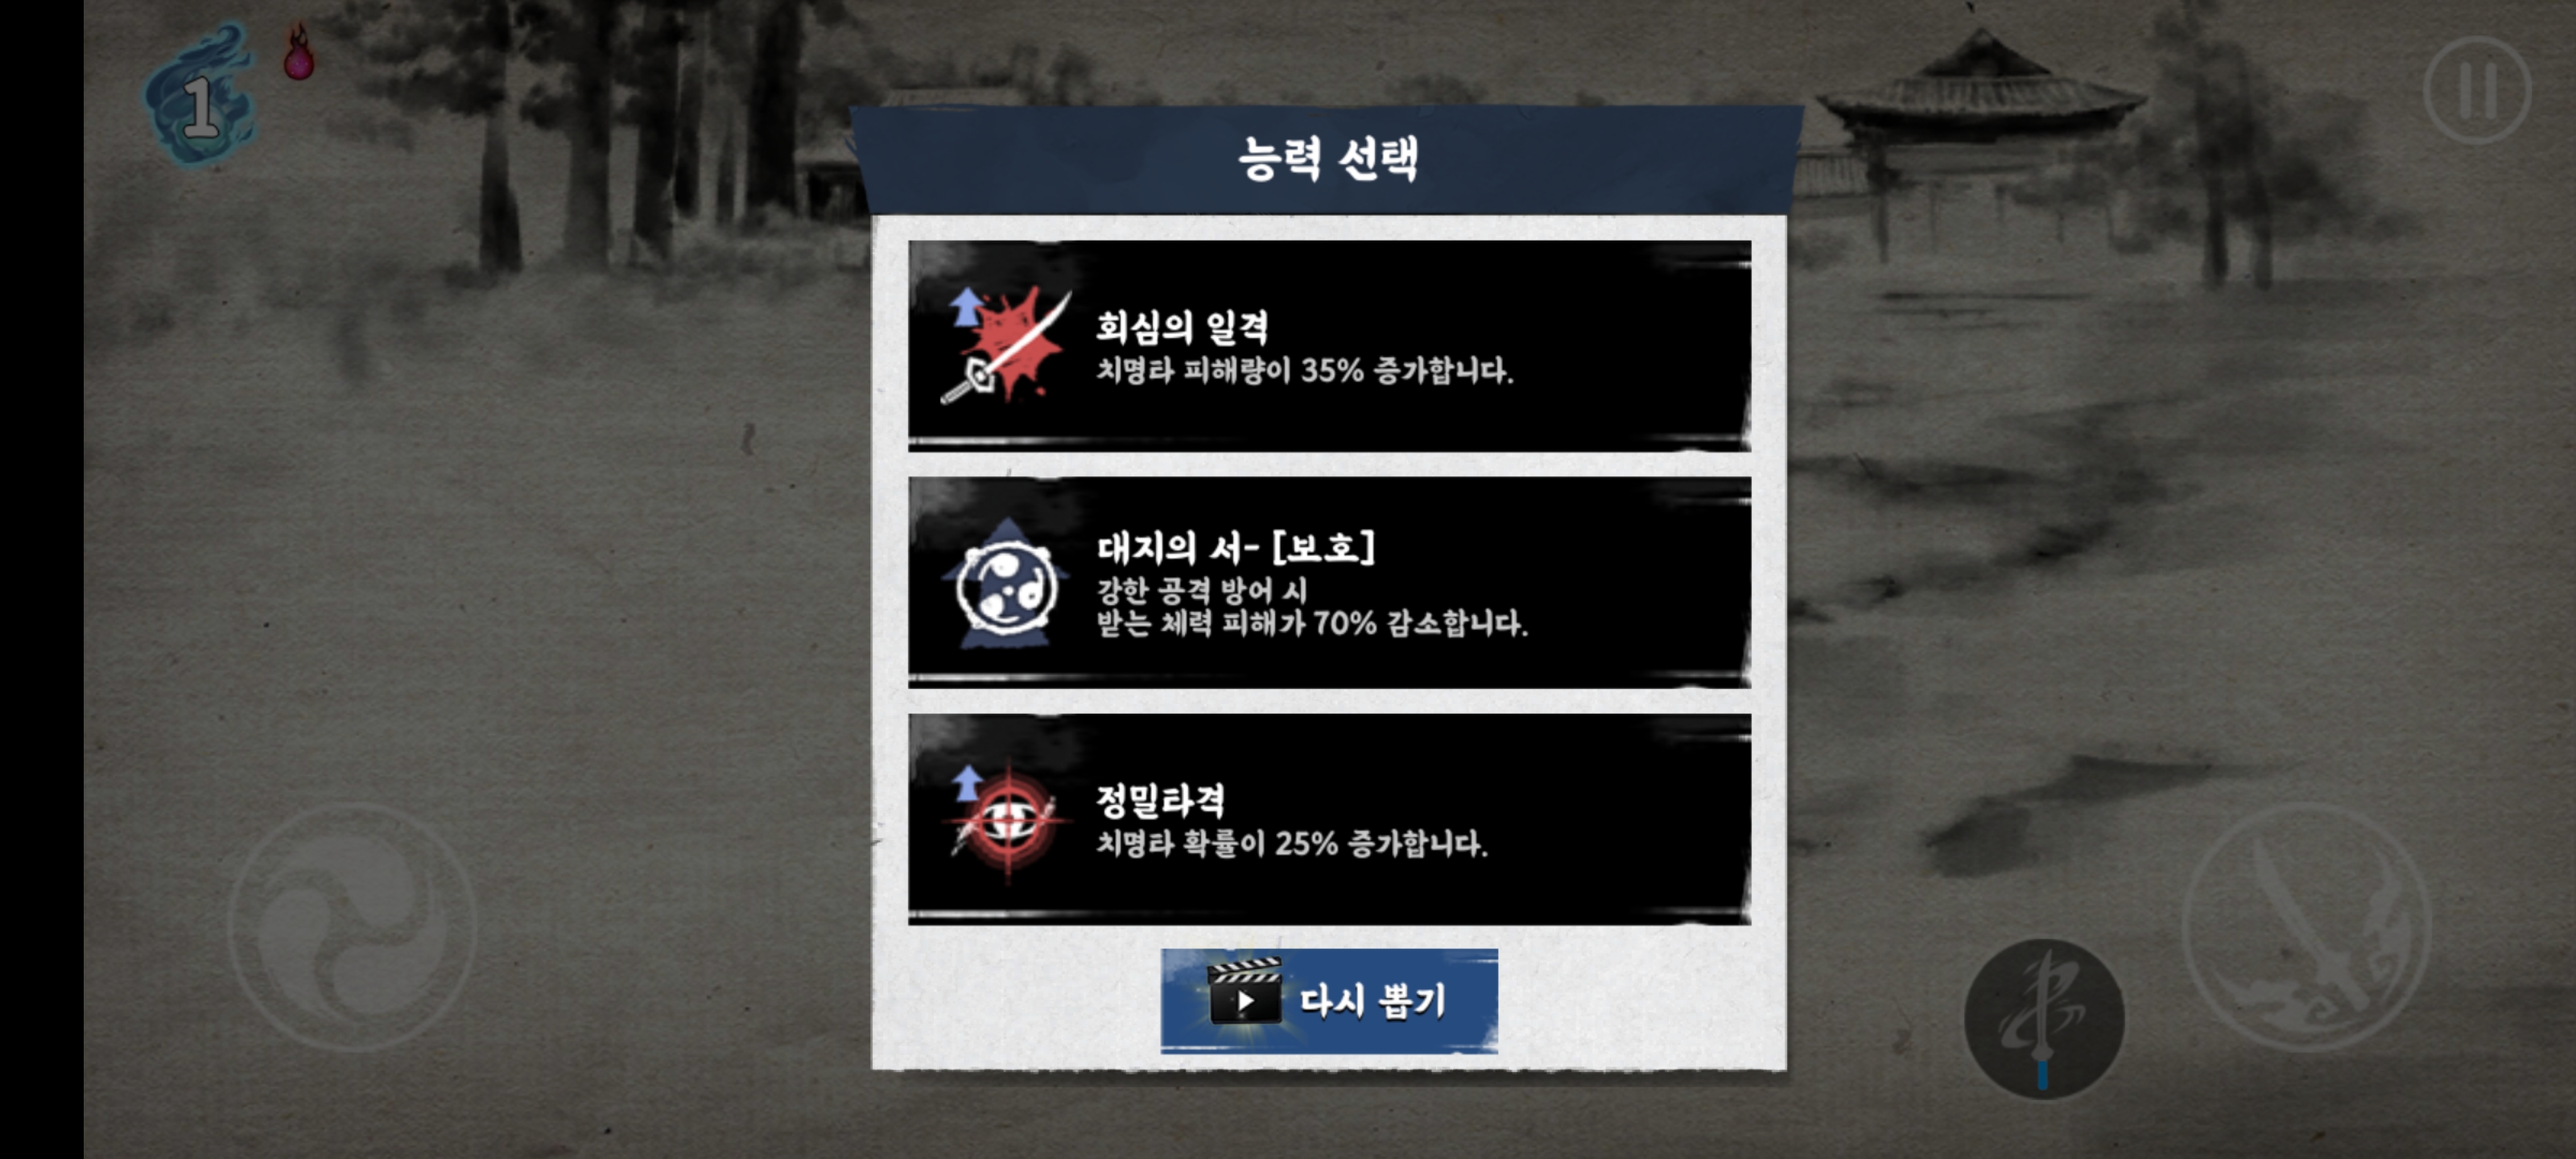 1
능력 선택
회심의 일격
치명타 피해량이 35% 증가합니다.
대지의 서- [보호]
강한 공격 방어 시
받는 체력 피해가 70% 감소합니다.
정밀타격
치명타 확률이 25% 증가합니다.
다시 뽑기